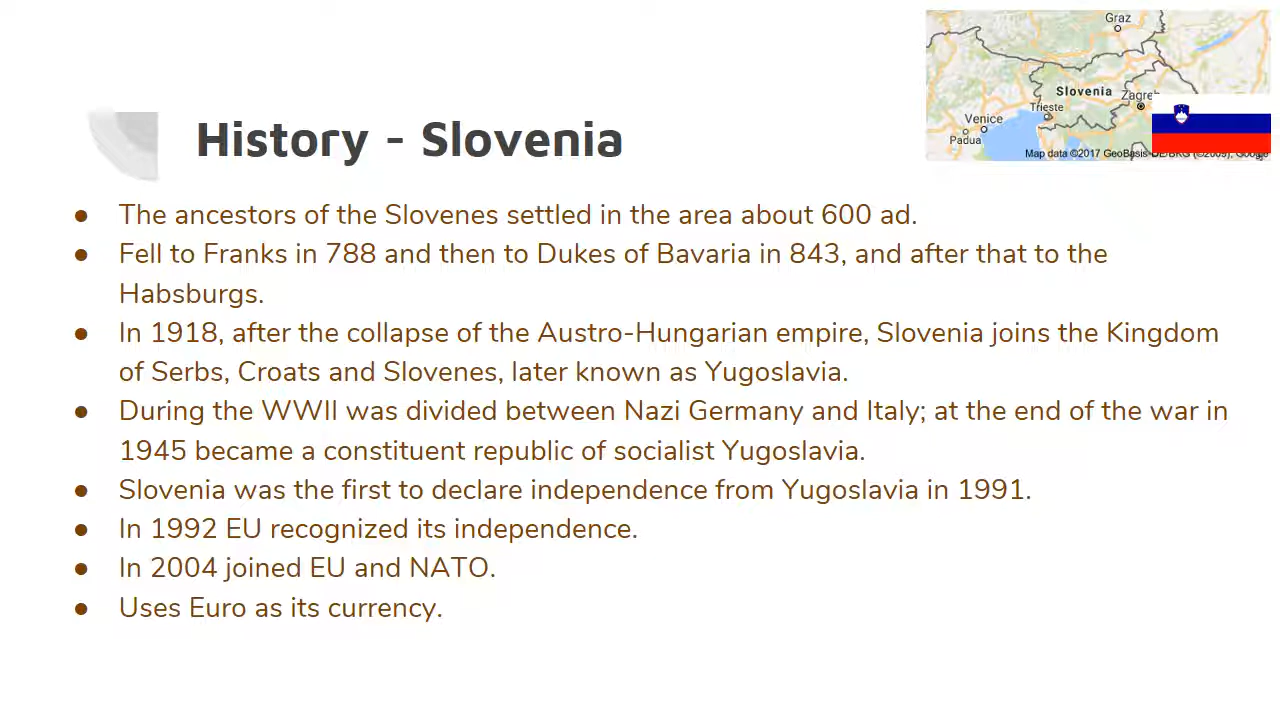 Graz
Slovenia
Zagreb
Trieste
Venice
Padua
Map data ©2017 GeoBasis-DE/BKG (©2009), Google
History - Slovenia
● The ancestors of the Slovenes settled in the area about 600 ad.
● Fell to Franks in 788 and then to Dukes of Bavaria in 843, and after that to the
Habsburgs.
● In 1918, after the collapse of the Austro-Hungarian empire, Slovenia joins the Kingdom
of Serbs, Croats and Slovenes, later known as Yugoslavia.
● During the WWII was divided between Nazi Germany and Italy; at the end of the war in
1945 became a constituent republic of socialist Yugoslavia.
● Slovenia was the first to declare independence from Yugoslavia in 1991.
● In 1992 EU recognized its independence.
● In 2004 joined EU and NATO.
● Uses Euro as its currency.